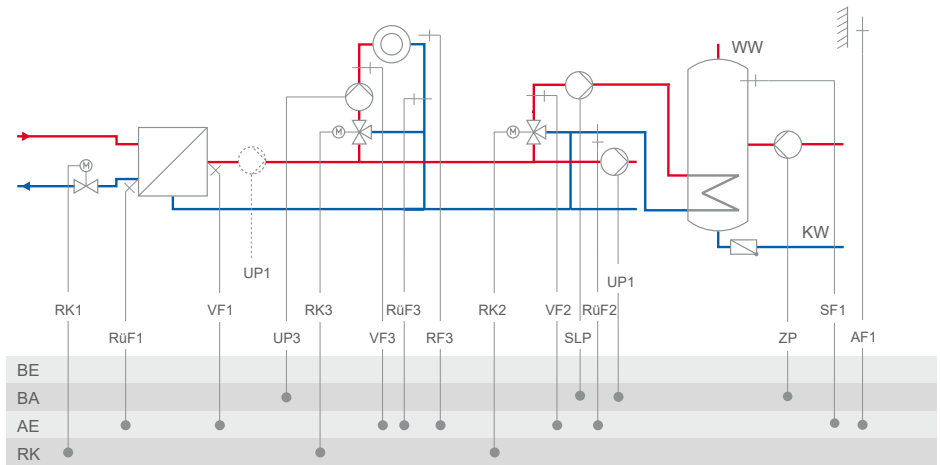 WW
M
M
M
KW
UP1
UP1
RK1
VF1
RK3
RüF3
RK2
VF2
RüF2
SF1
RüF1
UP3
VF3
RF3
SLP
ZP
AF1
BE
BA
AE
RK